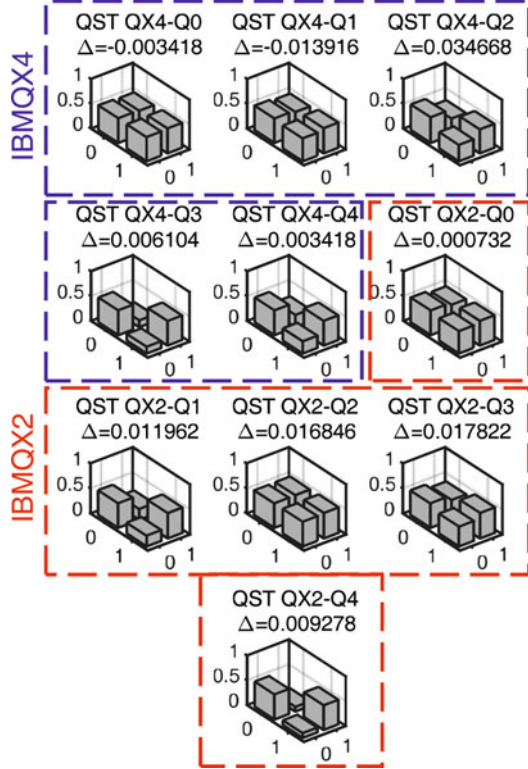 IBMQX4
QST QX4-Q0 QST QX4-Q1 QST QX4-Q2
Δ=-0.003418 Δ=-0.013916 Δ=0.034668
1 1 1
0.5 0.5 0.5
0 0 0
0 1 0 1 0 1 0 1 0 1 0 1
QST QX4-Q3 QST QX4-Q4 QST QX2-Q0
Δ=0.006104 Δ=0.003418 Δ=0.000732
1 1 1
0.5 0.5 0.5
0 0 0
0 1 0 1 0 1 0 1 0 1 0 1
IBMQX2
QST QX2-Q1 QST QX2-Q2 QST QX2-Q3
Δ=0.011962 Δ=0.016846 Δ=0.017822
1 1 1
0.5 0.5 0.5
0 0 0
0 1 0 1 0 1 0 1 0 1 0 1
QST QX2-Q4
Δ=0.009278
1
0.5
0
0 1 0 1